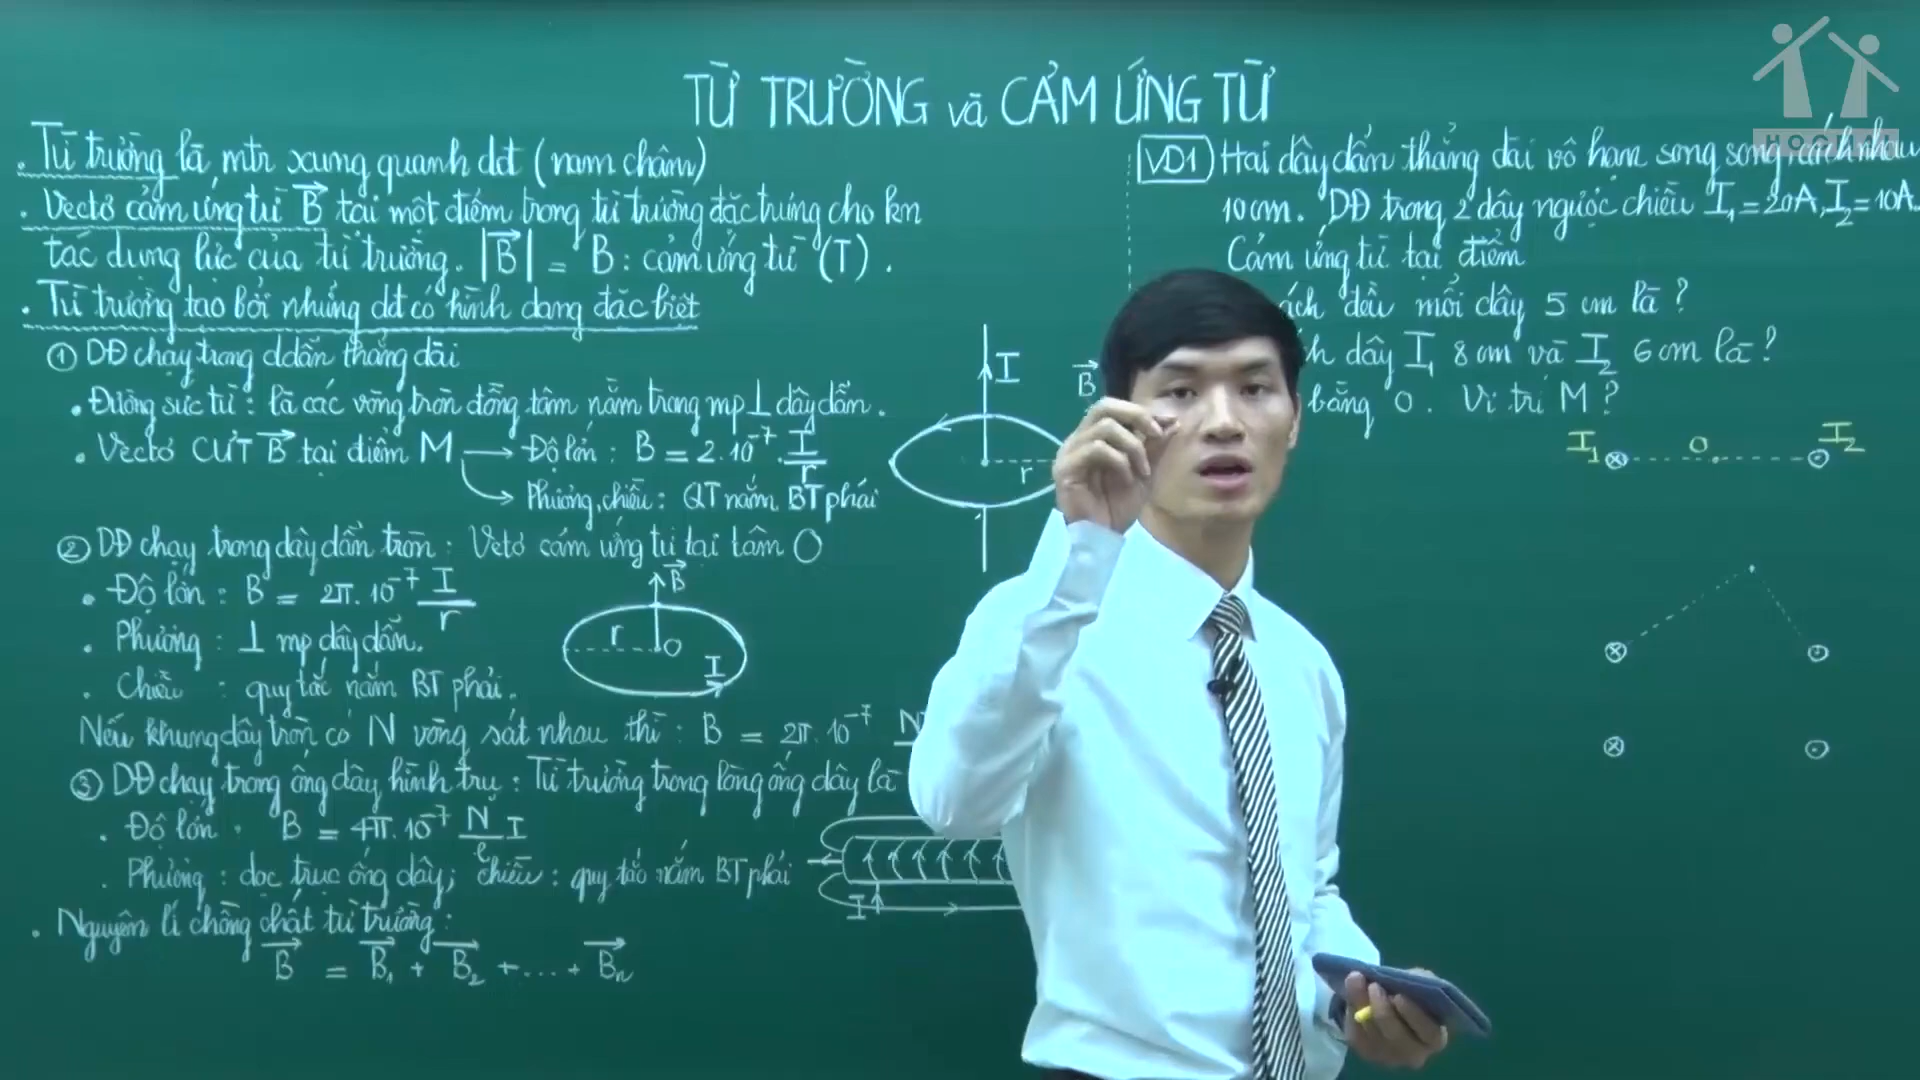 TỪ TRƯỜNG và CẢM ỨNG TỪ
. Từ trường là mtr xung quanh dđ (nam châm)
. Vectơ cảm ứng từ B tại một điểm trong từ trường đặc trưng cho kn
tác dụng lực của từ trường. |B| = B : cảm ứng từ (T).
. Từ trường tạo bởi những dđ có hình dạng đặc biệt
① DĐ chạy trong ddẫn thẳng dài
. Đường sức từ : là các vòng tròn đồng tâm nằm trong mp ⊥ dây dẫn.
. Vectơ CƯT B tại điểm M → Độ lớn : B = 2.10⁻⁷. I/r
→ Phương, chiều : QT nắm BT phải
I
B
r
② DĐ chạy trong dây dẫn tròn : Vectơ cảm ứng từ tại tâm O
. Độ lớn : B = 2π. 10⁻⁷ I/r
. Phương : ⊥ mp dây dẫn.
. Chiều : quy tắc nắm BT phải.
B
r
O
I
Nếu khung dây tròn có N vòng sát nhau thì : B = 2π. 10⁻⁷ N
③ DĐ chạy trong ống dây hình trụ : Từ trường trong lòng ống dây là
. Độ lớn : B = 4π. 10⁻⁷ N/l I
. Phương : dọc trục ống dây; chiều : quy tắc nắm BT phải
I
. Nguyên lí chồng chất từ trường :
B = B₁ + B₂ + ... + Bₙ
VD1 Hai dây dẫn thẳng dài vô hạn song song, cách nhau
10cm. DĐ trong 2 dây ngược chiều I₁ = 20A, I₂ = 10A.
Cảm ứng từ tại điểm
đều mỗi dây 5 cm là ?
dây I₁ 8 cm và I₂ 6 cm là ?
bằng 0. Vị trí M ?
I₁ O I₂
HOCMAI